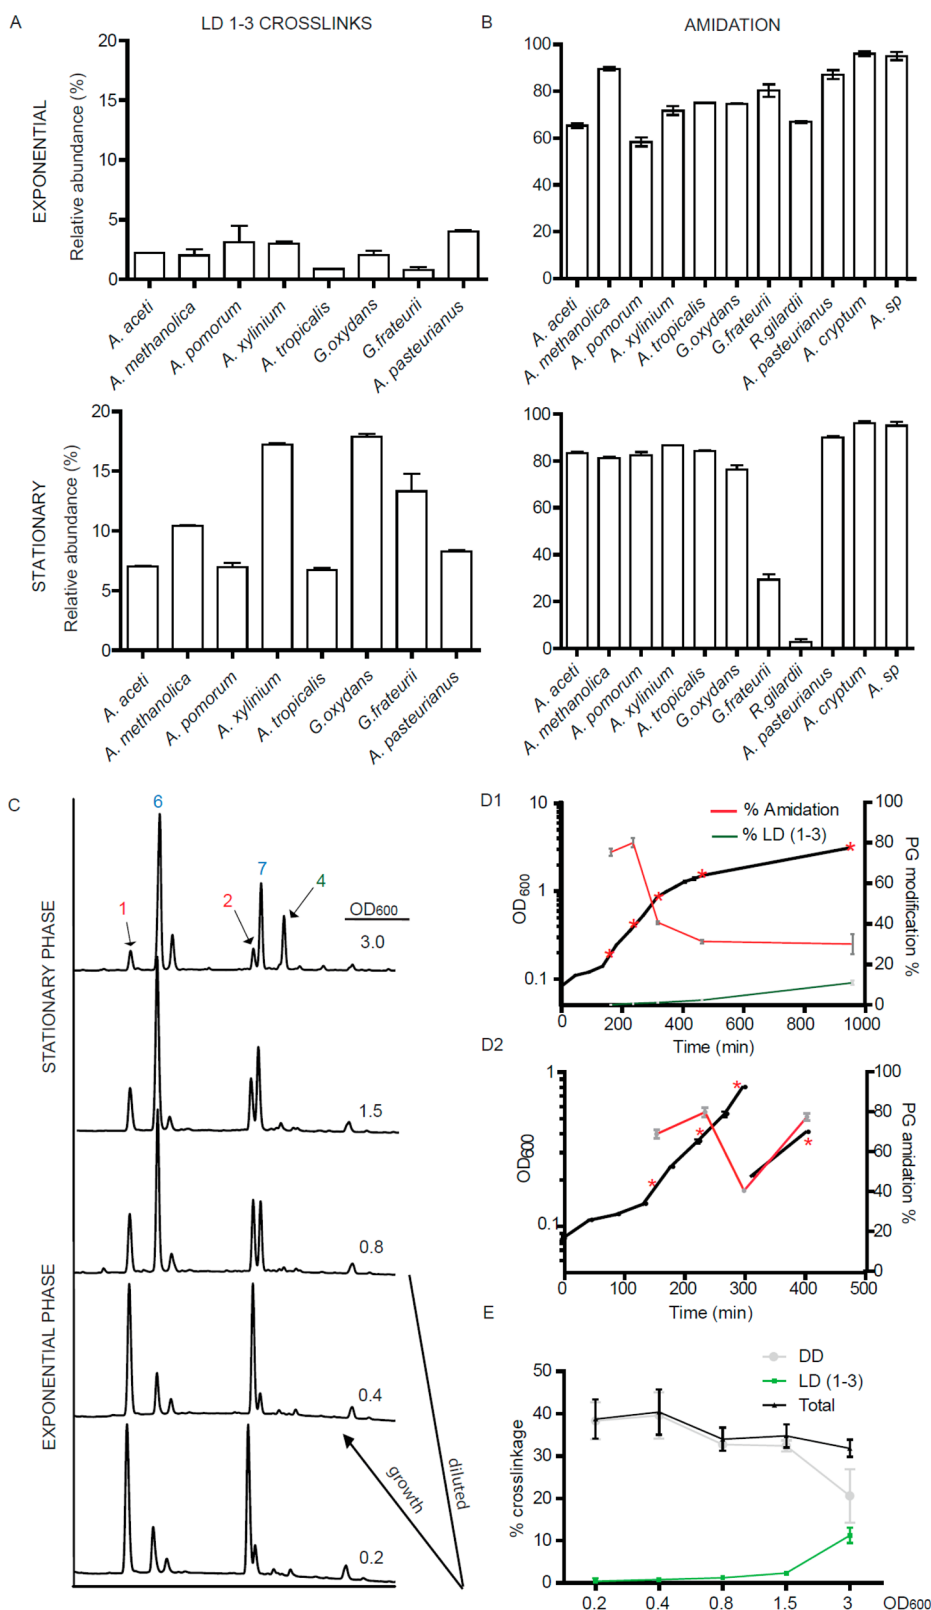 A
LD 1-3 CROSSLINKS
EXPONENTIAL
Relative abundance (%)
20
15
10
5
0
A. aceti
A. methanolica
A. pomorum
A. xylinium
A. tropicalis
G.oxydans
G.frateurii
A. pasteurianus
B
AMIDATION
100
80
60
40
20
0
A. aceti
A. methanolica
A. pomorum
A. xylinium
A. tropicalis
G.oxydans
G.frateurii
R.gilardii
A. pasteurianus
A. cryptum
A. sp
STATIONARY
Relative abundance (%)
20
15
10
5
0
A. aceti
A. methanolica
A. pomorum
A. xylinium
A. tropicalis
G.oxydans
G.frateurii
A. pasteurianus
100
80
60
40
20
0
A. aceti
A. methanolica
A. pomorum
A. xylinium
A. tropicalis
G.oxydans
G.frateurii
R.gilardii
A. pasteurianus
A. cryptum
A. sp
C
STATIONARY PHASE
EXPONENTIAL PHASE
6
7
1
2
4
OD600
3.0
1.5
0.8
0.4
0.2
growth
diluted
D1
% Amidation
% LD (1-3)
OD600
10
1
0.1
PG modification %
100
80
60
40
20
0
0 200 400 600 800 1000
Time (min)
D2
OD600
1
0.1
PG amidation %
100
80
60
40
20
0
0 100 200 300 400 500
Time (min)
E
DD
LD (1-3)
Total
% crosslinkage
50
40
30
20
10
0
0.2 0.4 0.8 1.5 3 OD600